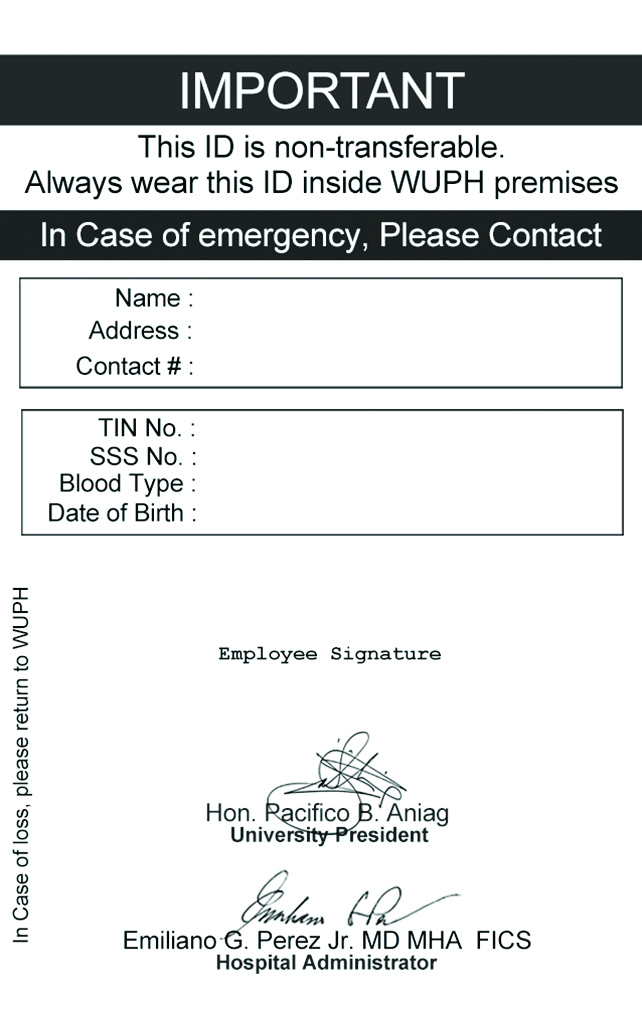 IMPORTANT
This ID is non-transferable.
Always wear this ID inside WUPH premises
In Case of emergency, Please Contact
Name :
Address :
Contact # :
TIN No. :
SSS No. :
Blood Type :
Date of Birth :
In Case of loss, please return to WUPH
Employee Signature
Hon. Pacifico B. Aniag
University President
Emiliano G. Perez Jr. MD MHA FICS
Hospital Administrator